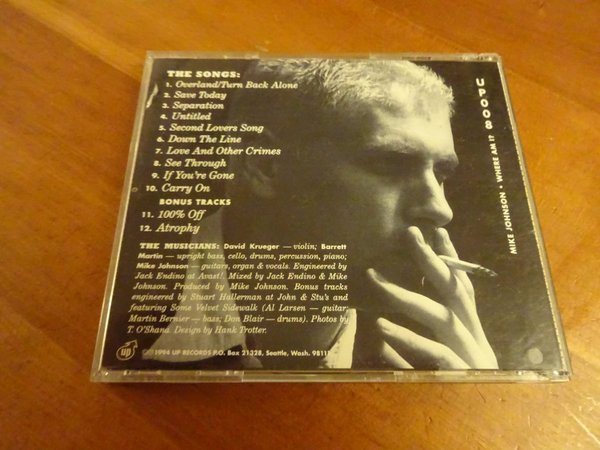 THE SONGS:
1. Overland/Turn Back Alone
2. Save Today
3. Separation
4. Untitled
5. Second Lovers Song
6. Down The Line
7. Love And Other Crimes
8. See Through
9. If You're Gone
10. Carry On
BONUS TRACKS
11. 100% Off
12. Atrophy
THE MUSICIANS: David Krueger — violin; Barrett
Martin — upright bass, cello, drums, percussion, piano;
Mike Johnson — guitars, organ & vocals. Engineered by
Jack Endino at Avast!. Mixed by Jack Endino & Mike
Johnson. Produced by Mike Johnson. Bonus tracks
engineered by Stuart Hallerman at John & Stu's and
featuring Some Velvet Sidewalk (Al Larsen — guitar;
Martin Bernier — bass; Don Blair — drums). Photos by
T. O'Shana. Design by Hank Trotter.
up
1994 UP RECORDS P.O. Box 21328, Seattle, Wash. 98111
UP008
MIKE JOHNSON • WHERE AM I?